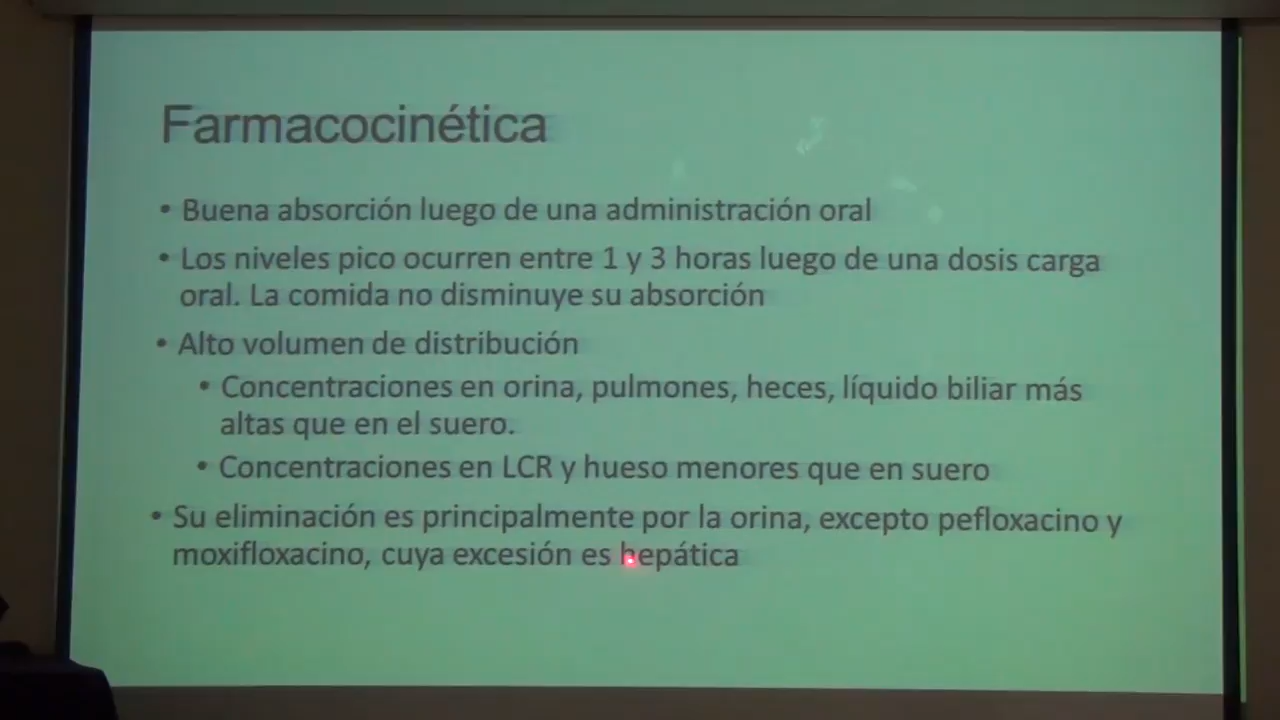 Farmacocinética
• Buena absorción luego de una administración oral
• Los niveles pico ocurren entre 1 y 3 horas luego de una dosis carga
oral. La comida no disminuye su absorción
• Alto volumen de distribución
• Concentraciones en orina, pulmones, heces, líquido biliar más
altas que en el suero.
• Concentraciones en LCR y hueso menores que en suero
• Su eliminación es principalmente por la orina, excepto pefloxacino y
moxifloxacino, cuya excesión es hepática